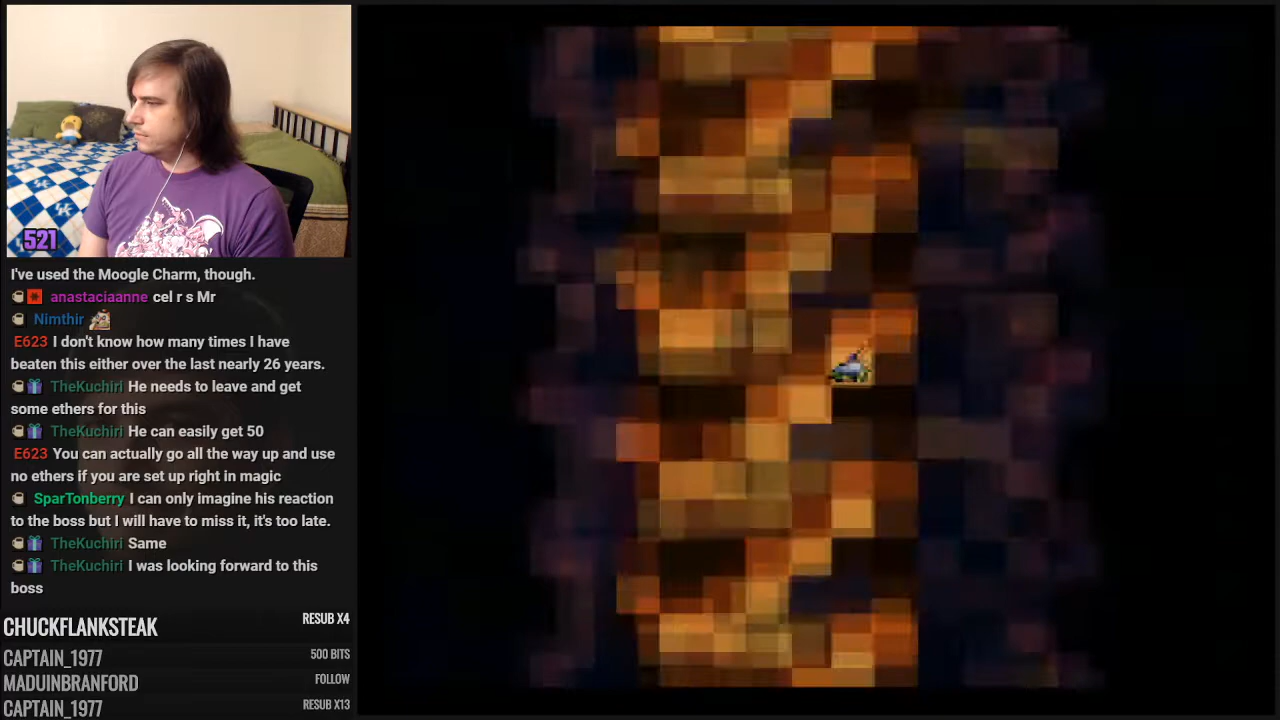 521
I've used the Moogle Charm, though.
anastaciaanne cel r s Mr
Nimthir
E623 I don't know how many times I have
beaten this either over the last nearly 26 years.
TheKuchiri He needs to leave and get
some ethers for this
TheKuchiri He can easily get 50
E623 You can actually go all the way up and use
no ethers if you are set up right in magic
SparTonberry I can only imagine his reaction
to the boss but I will have to miss it, it's too late.
TheKuchiri Same
TheKuchiri I was looking forward to this
boss
CHUCKFLANKSTEAK RESUB X4
CAPTAIN_1977 500 BITS
MADUINBRANFORD FOLLOW
CAPTAIN_1977 RESUB X13